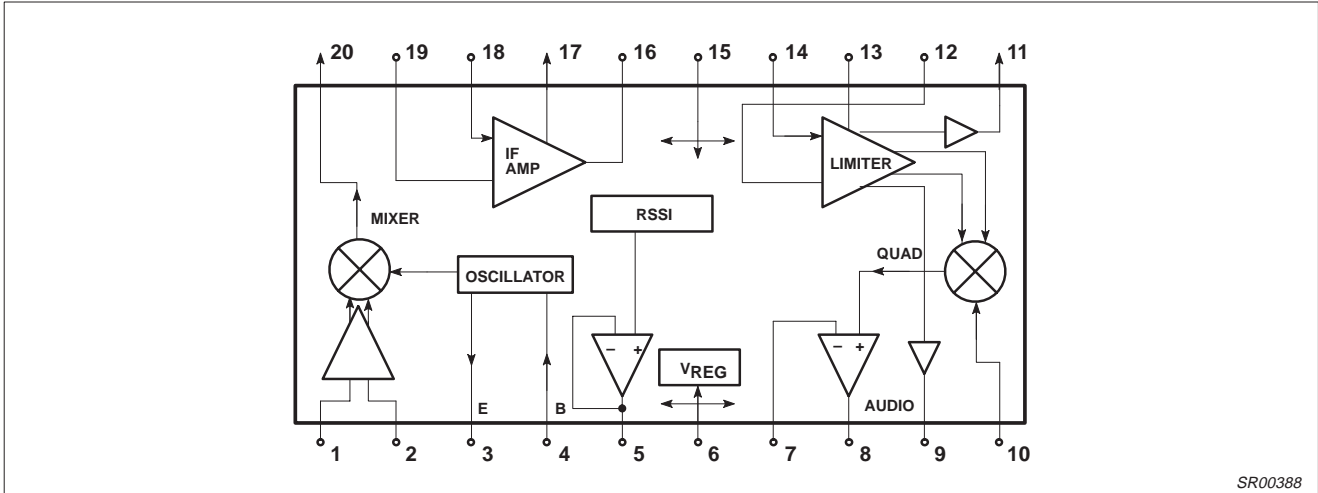 20 19 18 17 16 15 14 13 12 11
IF
AMP
LIMITER
RSSI
MIXER
QUAD
OSCILLATOR
– +
– +
VREG
E B
AUDIO
1 2 3 4 5 6 7 8 9 10
SR00388